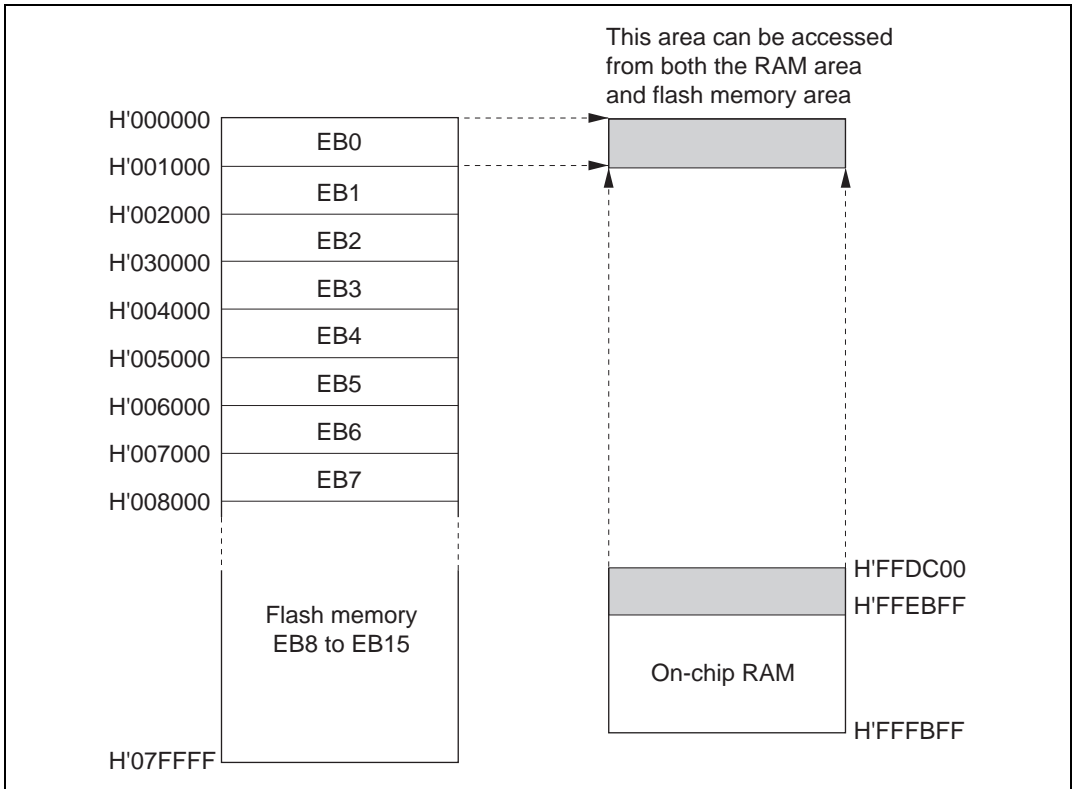 This area can be accessed
from both the RAM area
and flash memory area
H'000000
EB0
H'001000
EB1
H'002000
EB2
H'030000
EB3
H'004000
EB4
H'005000
EB5
H'006000
EB6
H'007000
EB7
H'008000
H'FFDC00
H'FFEBFF
Flash memory
EB8 to EB15
On-chip RAM
H'FFFBFF
H'07FFFF